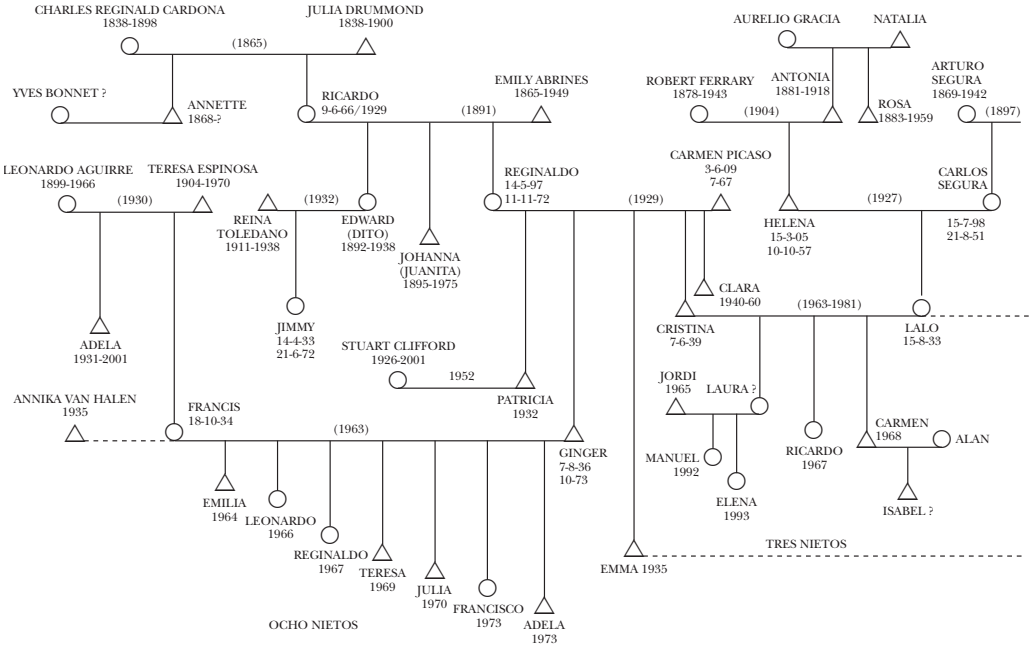 CHARLES REGINALD CARDONA
1838-1898
JULIA DRUMMOND
1838-1900
(1865)
AURELIO GRACIA
NATALIA
YVES BONNET ?
ANNETTE
1868-?
RICARDO
9-6-66/1929
(1891)
EMILY ABRINES
1865-1949
ROBERT FERRARY
1878-1943
(1904)
ANTONIA
1881-1918
ROSA
1883-1959
ARTURO
SEGURA
1869-1942
(1897)
LEONARDO AGUIRRE
1899-1966
(1930)
TERESA ESPINOSA
1904-1970
REINA
TOLEDANO
1911-1938
(1932)
EDWARD
(DITO)
1892-1938
JOHANNA
(JUANITA)
1895-1975
REGINALDO
14-5-97
11-11-72
(1929)
CARMEN PICASO
3-6-09
7-67
HELENA
15-3-05
10-10-57
(1927)
CARLOS
SEGURA
15-7-98
21-8-51
ADELA
1931-2001
JIMMY
14-4-33
21-6-72
CLARA
1940-60
CRISTINA
7-6-39
(1963-1981)
LALO
15-8-33
STUART CLIFFORD
1926-2001
1952
PATRICIA
1932
ANNIKA VAN HALEN
1935
FRANCIS
18-10-34
(1963)
GINGER
7-8-36
10-73
JORDI
1965
LAURA ?
MANUEL
1992
ELENA
1993
RICARDO
1967
CARMEN
1968
ALAN
ISABEL ?
EMILIA
1964
LEONARDO
1966
REGINALDO
1967
TERESA
1969
JULIA
1970
FRANCISCO
1973
ADELA
1973
EMMA 1935
TRES NIETOS
OCHO NIETOS